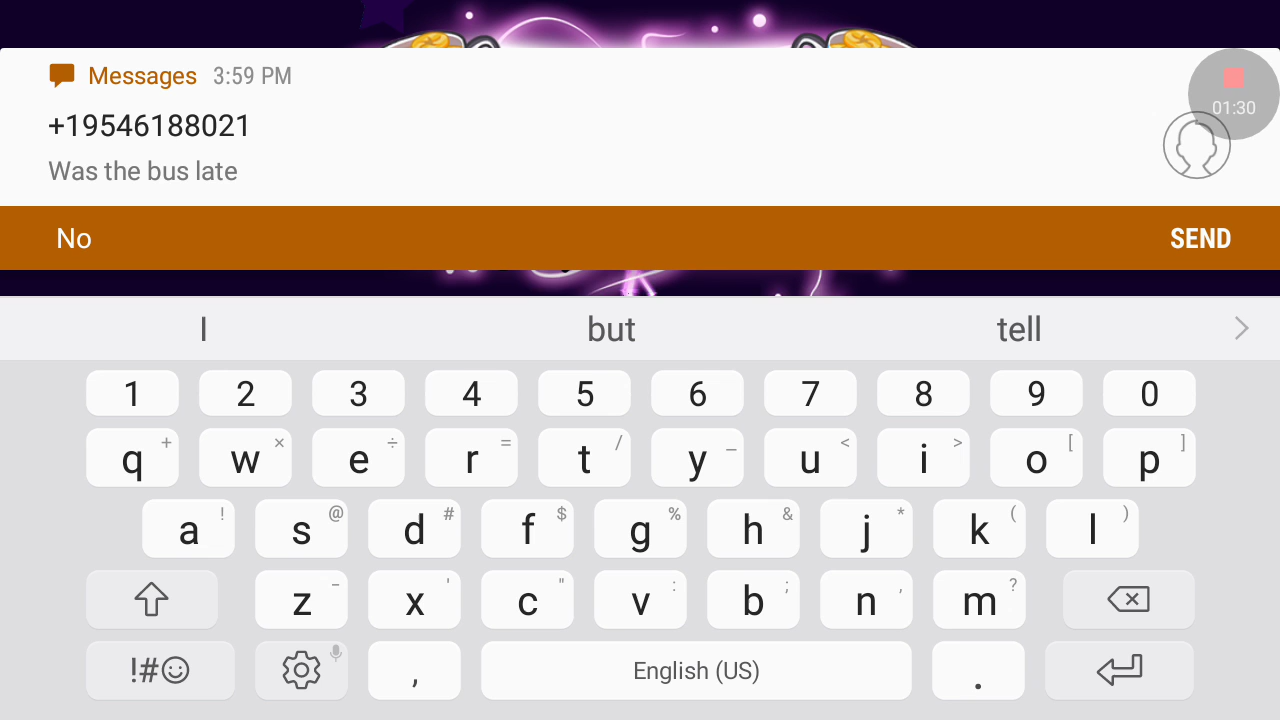 Messages 3:59 PM
01:30
+19546188021
Was the bus late
No SEND
I but tell
1 2 3 4 5 6 7 8 9 0
q + w × e ÷ r = t / y _ u < i > o [ p ]
a ! s @ d # f $ g % h & j * k ( l )
z - x ' c " v : b ; n , m ?
!#☺ , English (US) .